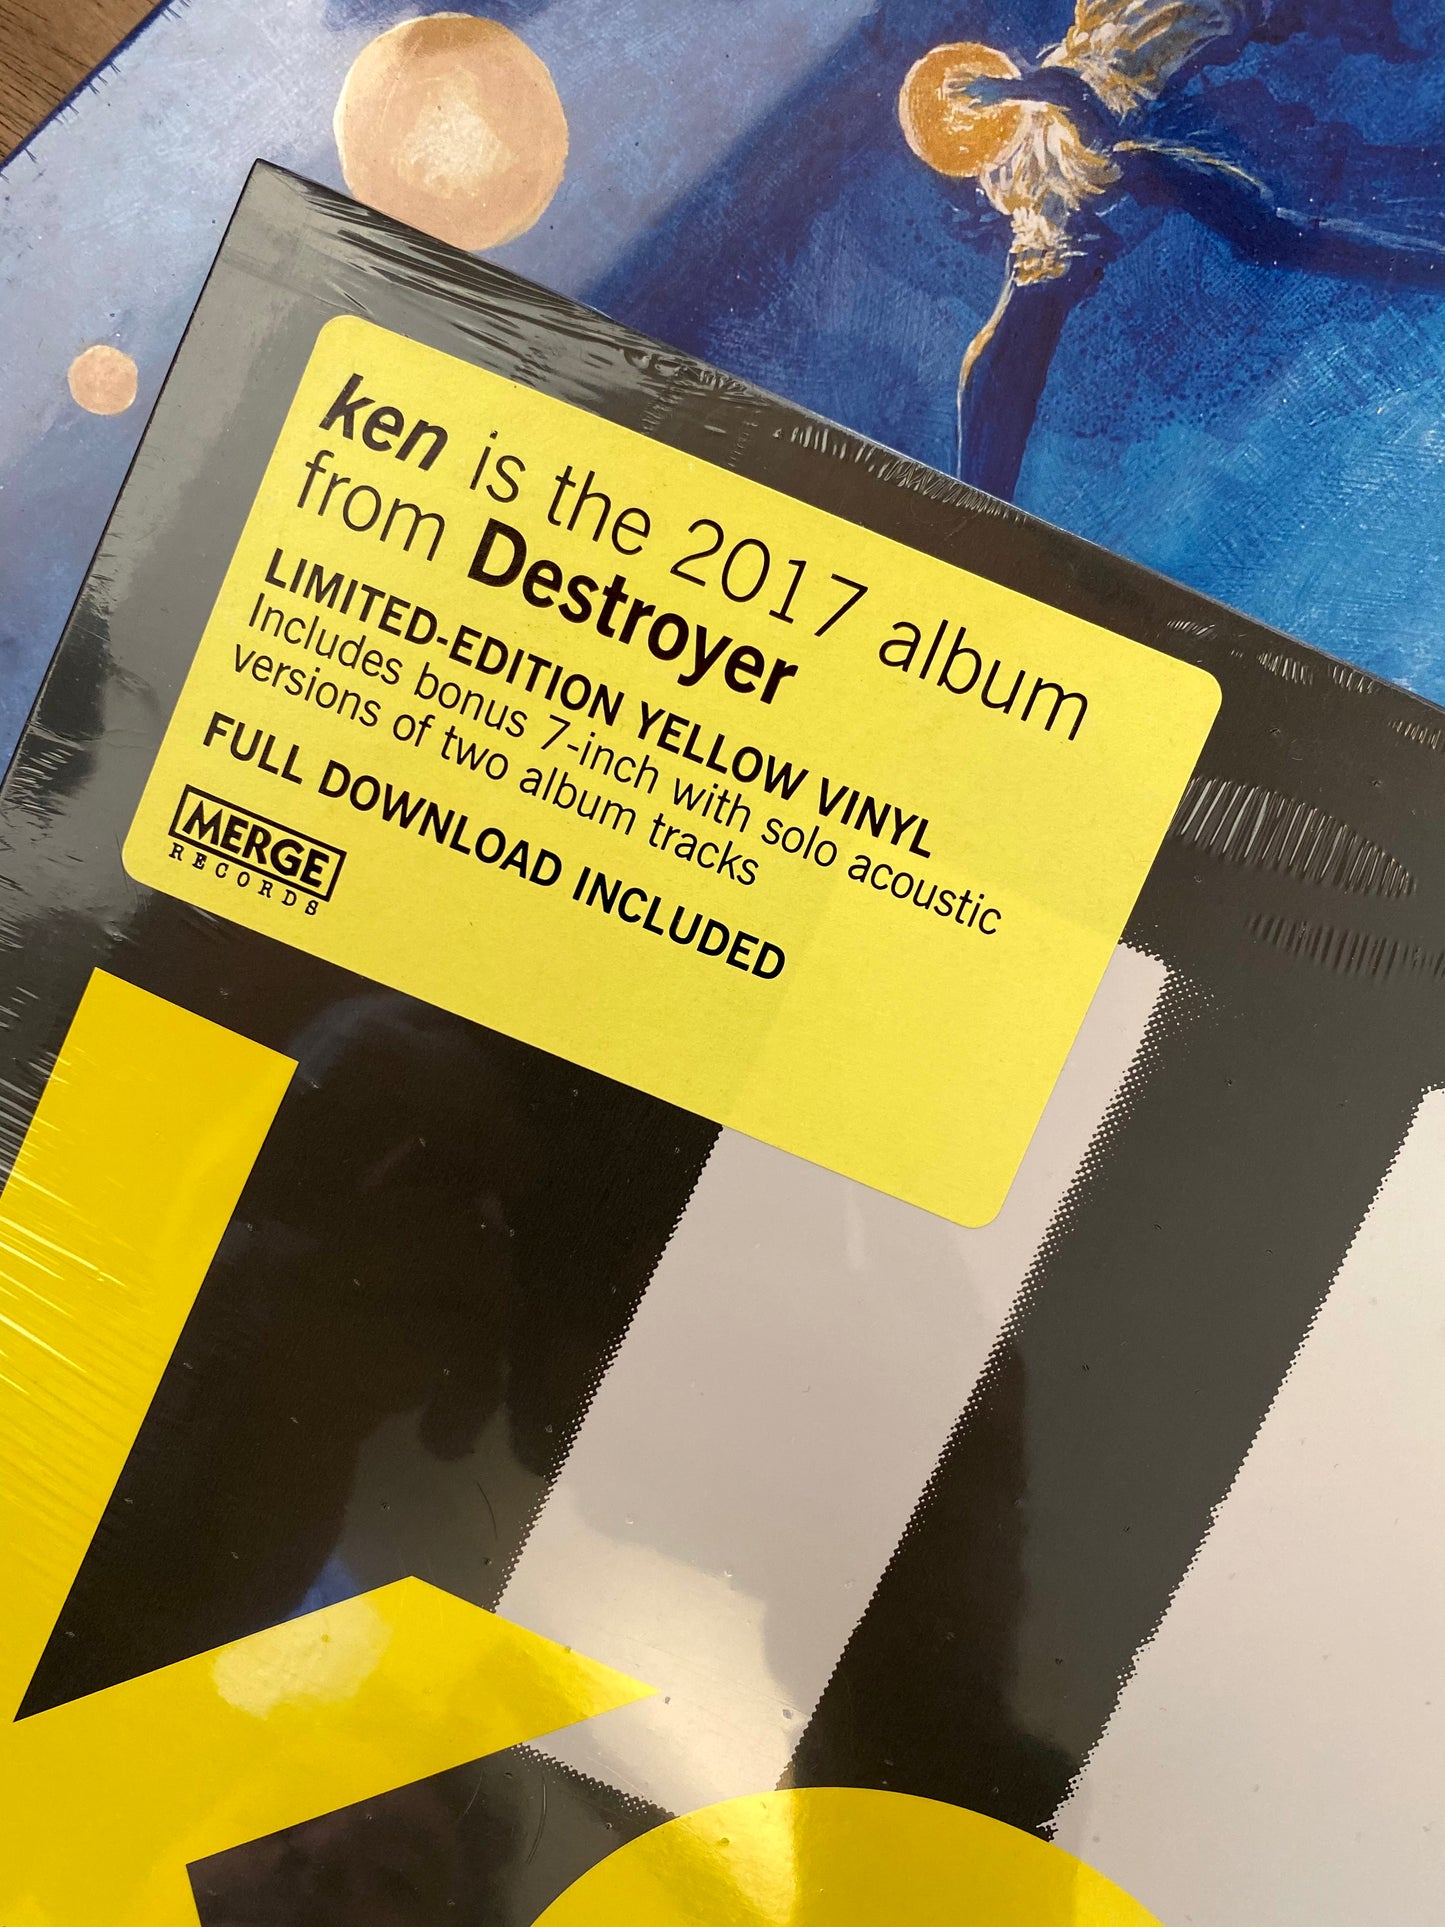 ken is the 2017 album
from Destroyer
LIMITED-EDITION YELLOW VINYL
Includes bonus 7-inch with solo acoustic
versions of two album tracks
FULL DOWNLOAD INCLUDED
MERGE
RECORDS